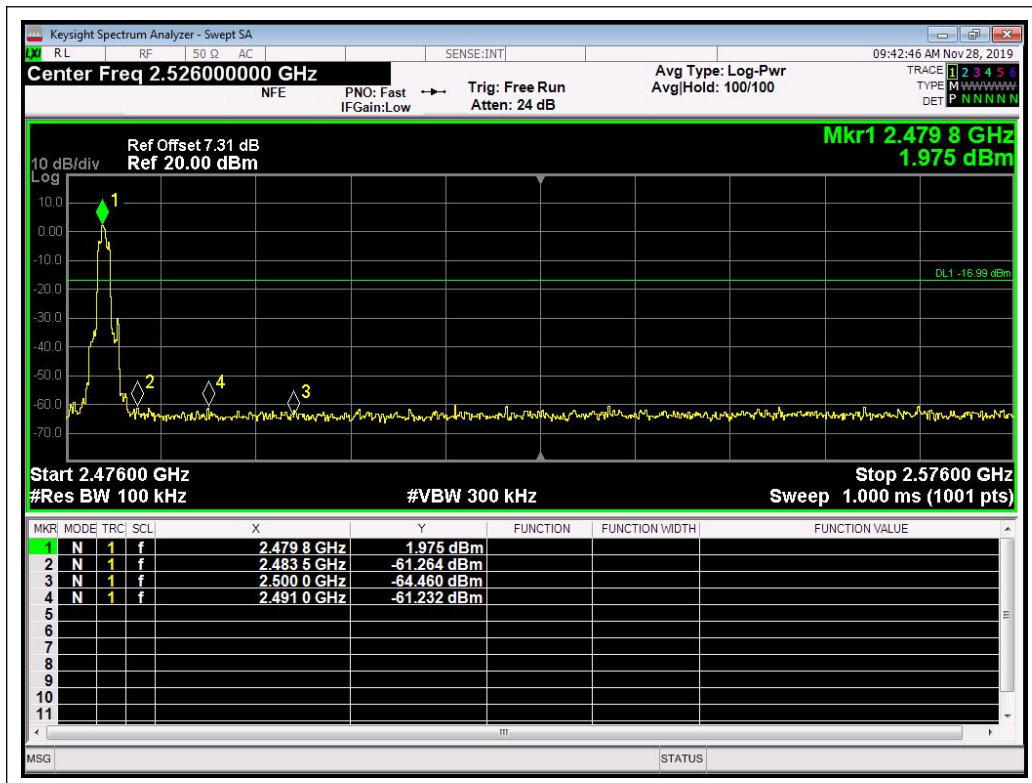 Keysight Spectrum Analyzer - Swept SA
LXI RL RF 50 Ω AC SENSE:INT 09:42:46 AM Nov 28, 2019
Center Freq 2.526000000 GHz Avg Type: Log-Pwr TRACE 1 2 3 4 5 6
NFE PNO: Fast Trig: Free Run Avg|Hold: 100/100 TYPE M W W W W W
IFGain:Low Atten: 24 dB DET P N N N N N
Mkr1 2.479 8 GHz
Ref Offset 7.31 dB
10 dB/div Ref 20.00 dBm 1.975 dBm
Log
10.0
1
0.00
-10.0
DL1 -16.99 dBm
-20.0
-30.0
-40.0
-50.0
2 4 3
-60.0
-70.0
Start 2.47600 GHz Stop 2.57600 GHz
#Res BW 100 kHz #VBW 300 kHz Sweep 1.000 ms (1001 pts)
MKR MODE TRC SCL X Y FUNCTION FUNCTION WIDTH FUNCTION VALUE
1 N 1 f 2.479 8 GHz 1.975 dBm
2 N 1 f 2.483 5 GHz -61.264 dBm
3 N 1 f 2.500 0 GHz -64.460 dBm
4 N 1 f 2.491 0 GHz -61.232 dBm
5
6
7
8
9
10
11
MSG STATUS